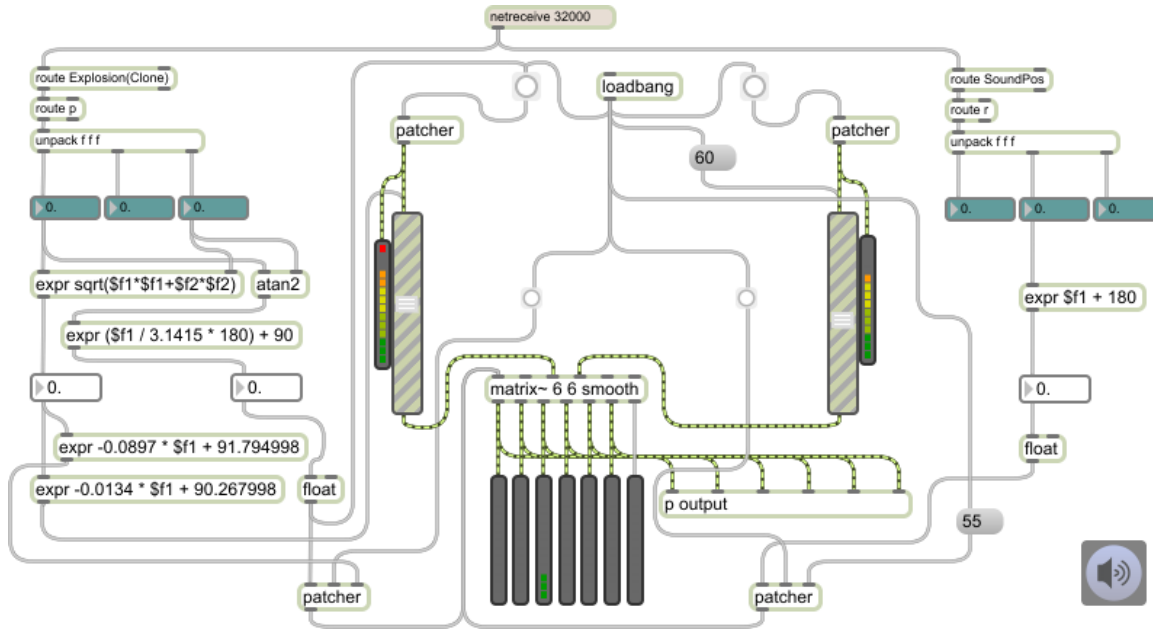 netreceive 32000
route Explosion(Clone)
route SoundPos
loadbang
route p
route r
patcher
patcher
unpack f f f
unpack f f f
60
0.
0.
0.
0.
0.
0.
expr sqrt($f1*$f1+$f2*$f2)
atan2
expr $f1 + 180
expr ($f1 / 3.1415 * 180) + 90
0.
0.
matrix~ 6 6 smooth
0.
expr -0.0897 * $f1 + 91.794998
float
expr -0.0134 * $f1 + 90.267998
float
p output
55
patcher
patcher